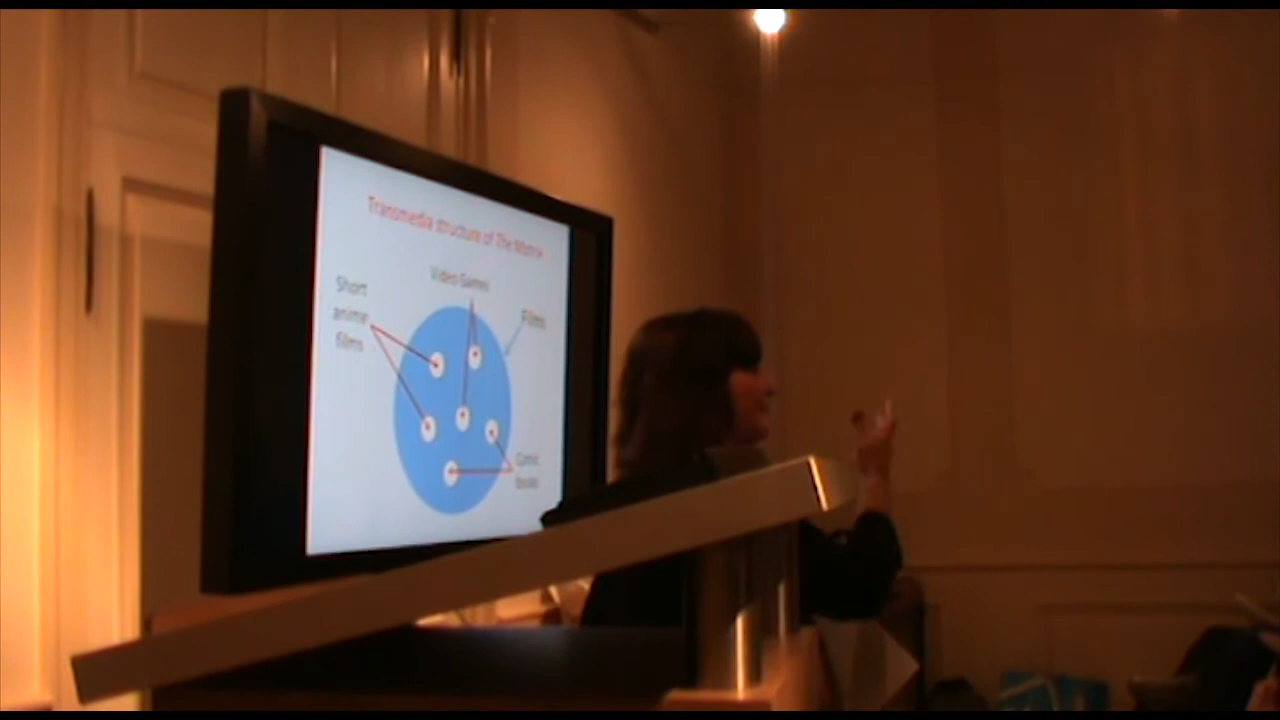 Transmedia structure of The Matrix
Video Games
Short
anime
films
Films
Comic
books